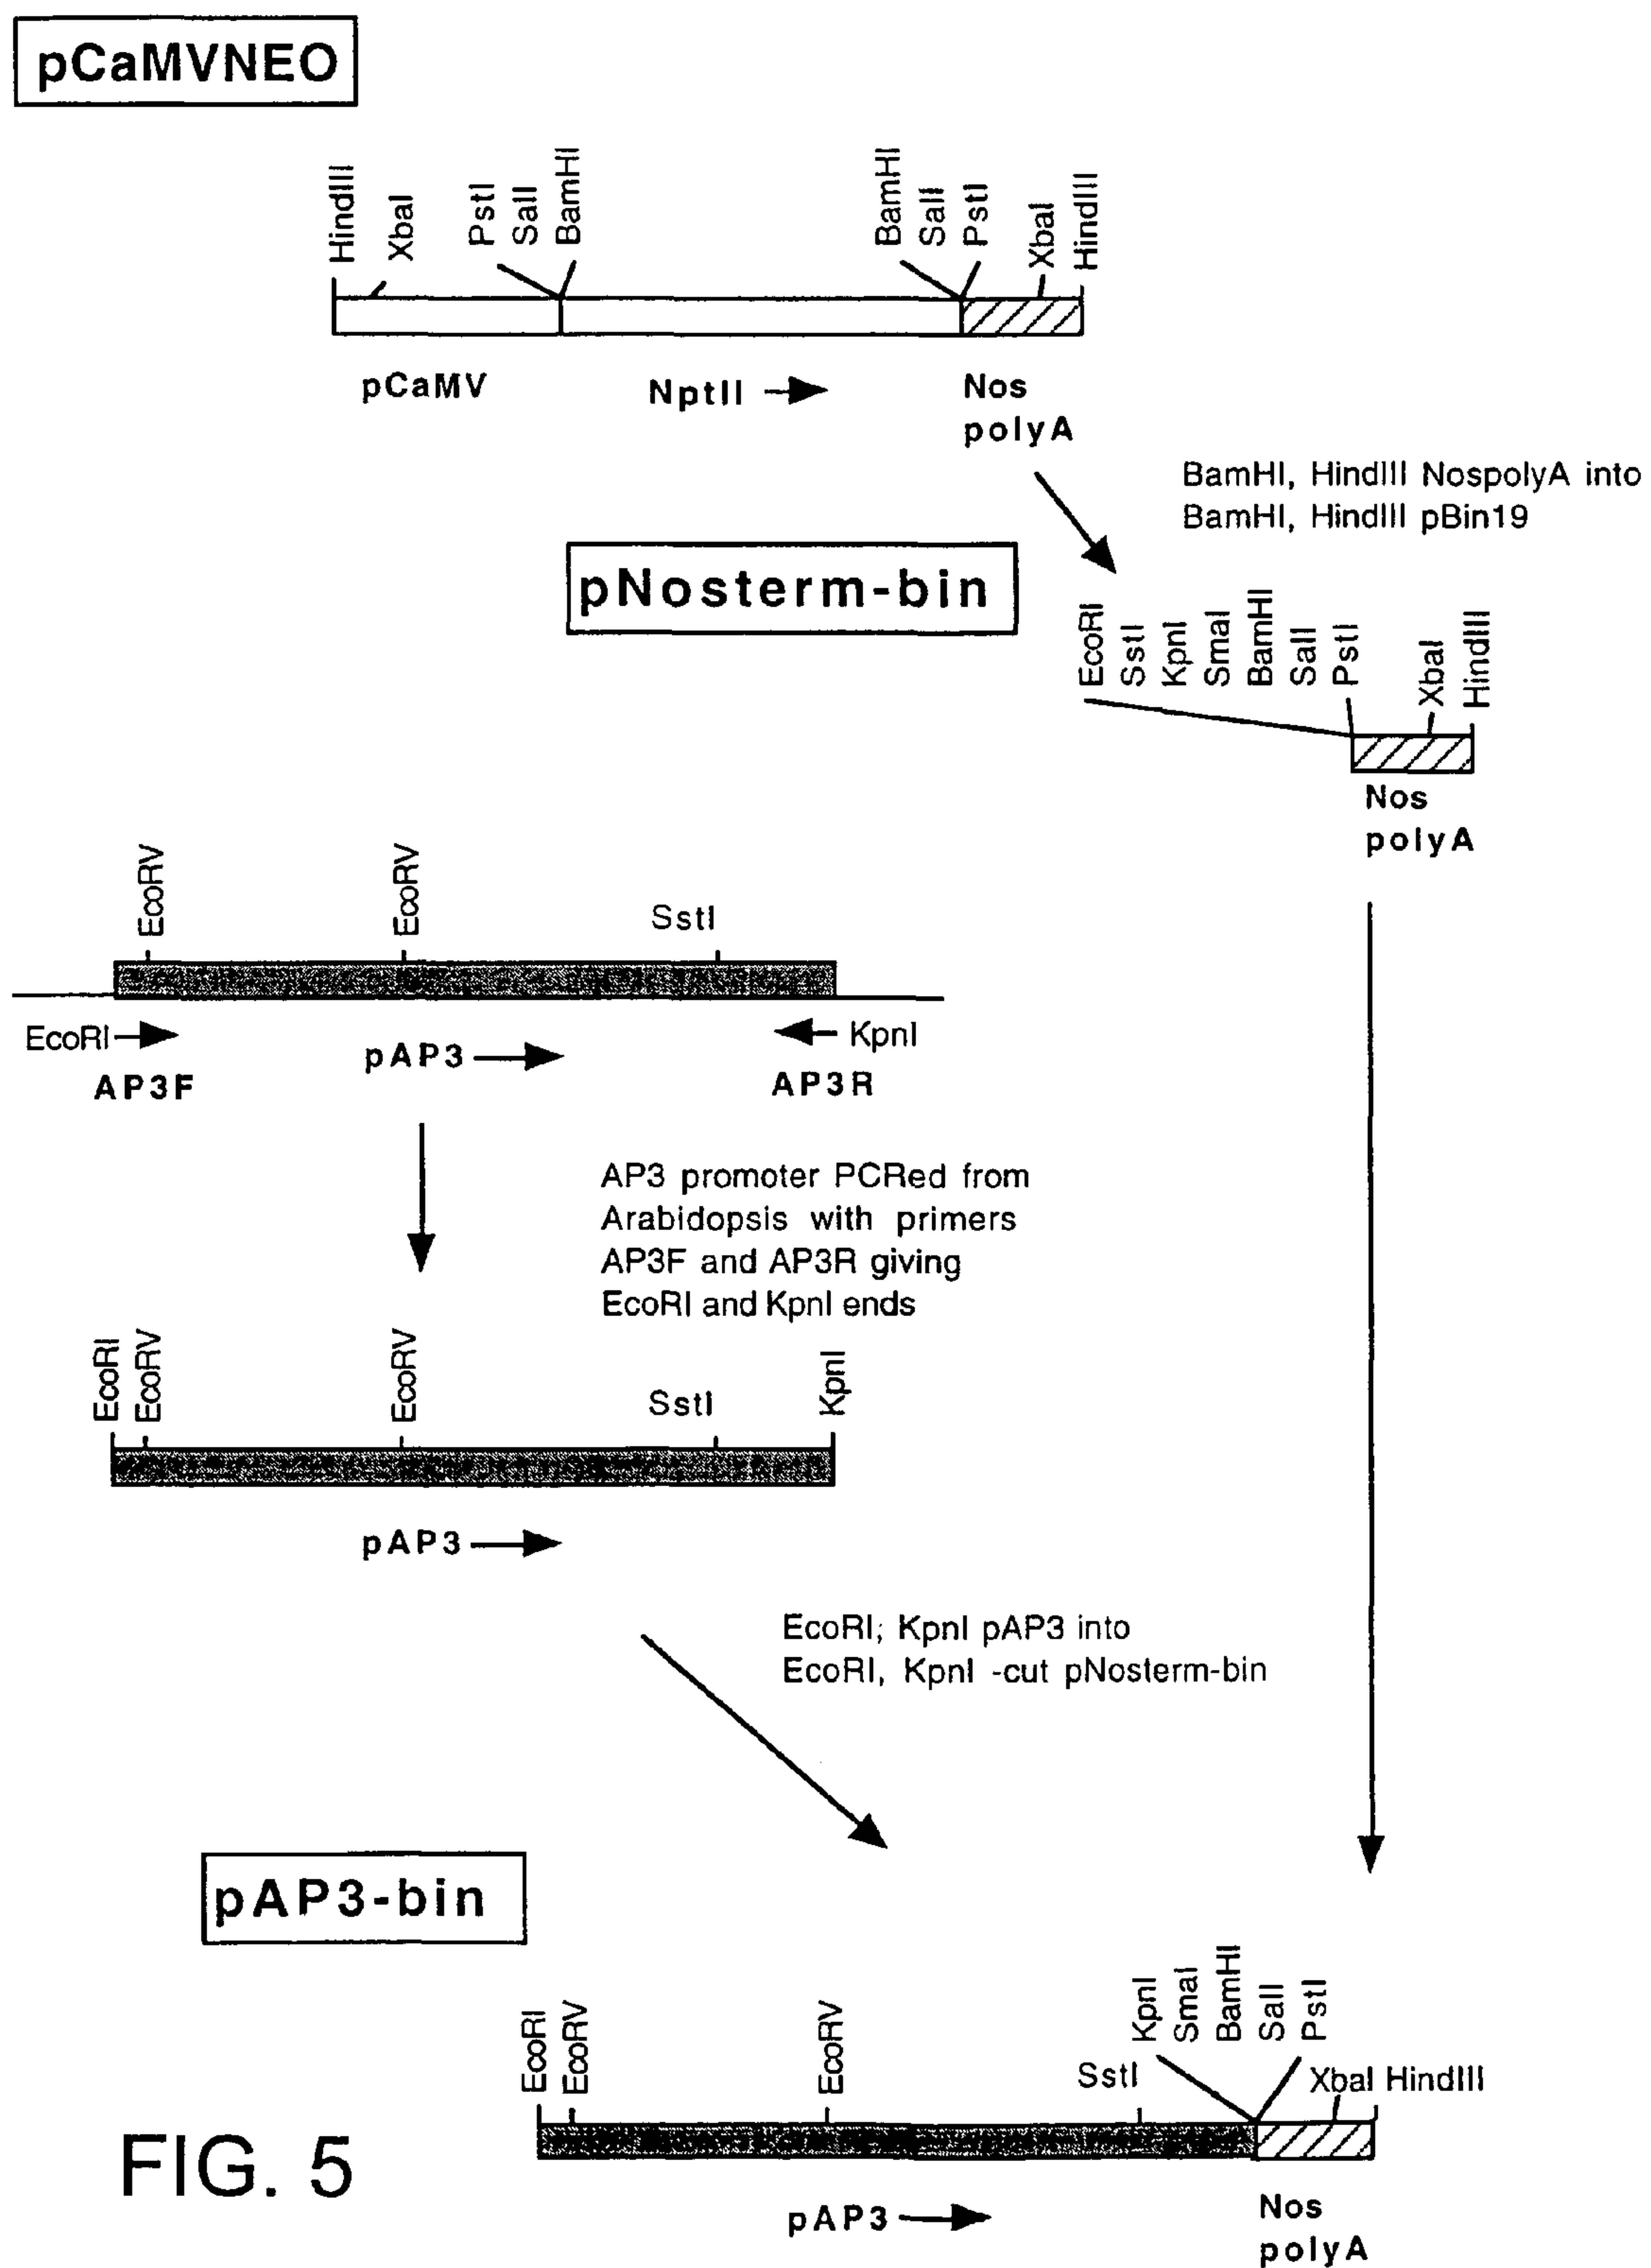 pCaMVNEO
HindIII XbaI PstI SalI BamHI BamHI SalI PstI XbaI HindIII
pCaMV NptII Nos
polyA
BamHI, HindIII NospolyA into
BamHI, HindIII pBin19
pNosterm-bin
EcoRI SstI KpnI SmaI BamHI SalI PstI XbaI HindIII
Nos
polyA
EcoRV EcoRV SstI
EcoRI pAP3 KpnI
AP3F AP3R
AP3 promoter PCRed from
Arabidopsis with primers
AP3F and AP3R giving
EcoRI and KpnI ends
EcoRI EcoRV EcoRV SstI KpnI
pAP3
EcoRI; KpnI pAP3 into
EcoRI, KpnI -cut pNosterm-bin
pAP3-bin
KpnI SmaI BamHI SalI PstI
EcoRI EcoRV EcoRV SstI XbaI HindIII
FIG. 5
pAP3 Nos
polyA